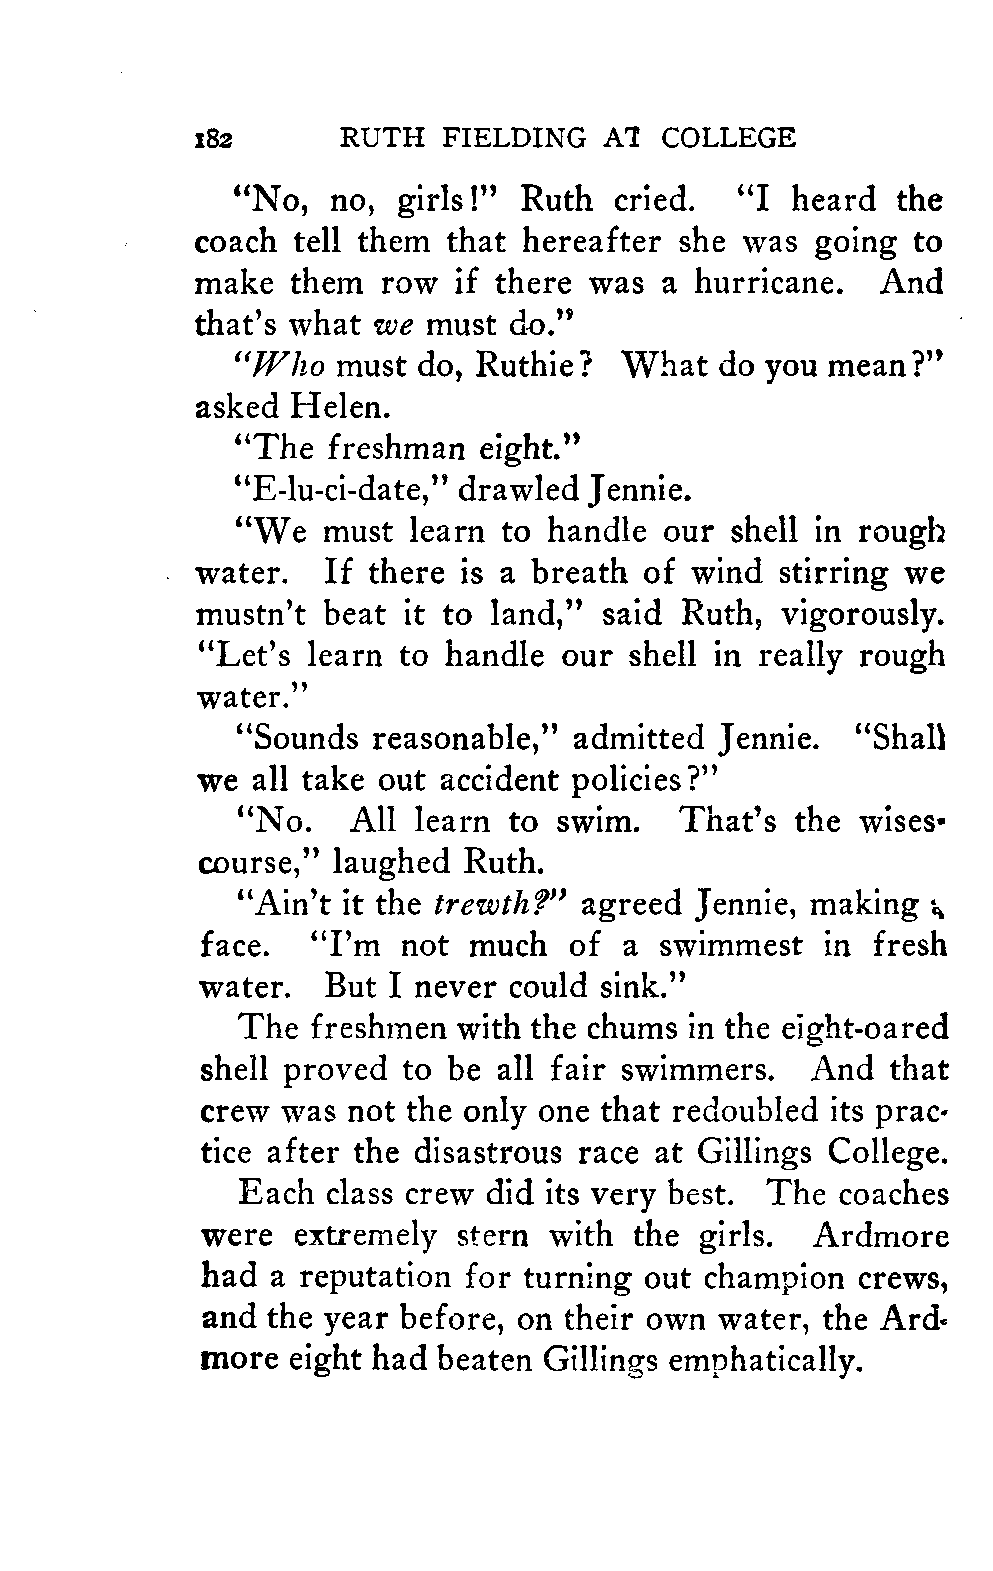 182 RUTH FIELDING AT COLLEGE
"No, no, girls!" Ruth cried. "I heard the
coach tell them that hereafter she was going to
make them row if there was a hurricane. And
that's what we must do."
"Who must do, Ruthie? What do you mean?"
asked Helen.
"The freshman eight."
"E-lu-ci-date," drawled Jennie.
"We must learn to handle our shell in rough
water. If there is a breath of wind stirring we
mustn't beat it to land," said Ruth, vigorously.
"Let's learn to handle our shell in really rough
water."
"Sounds reasonable," admitted Jennie. "Shall
we all take out accident policies?"
"No. All learn to swim. That's the wises-
course," laughed Ruth.
"Ain't it the trewth?" agreed Jennie, making a
face. "I'm not much of a swimmest in fresh
water. But I never could sink."
The freshmen with the chums in the eight-oared
shell proved to be all fair swimmers. And that
crew was not the only one that redoubled its prac-
tice after the disastrous race at Gillings College.
Each class crew did its very best. The coaches
were extremely stern with the girls. Ardmore
had a reputation for turning out champion crews,
and the year before, on their own water, the Ard-
more eight had beaten Gillings emphatically.